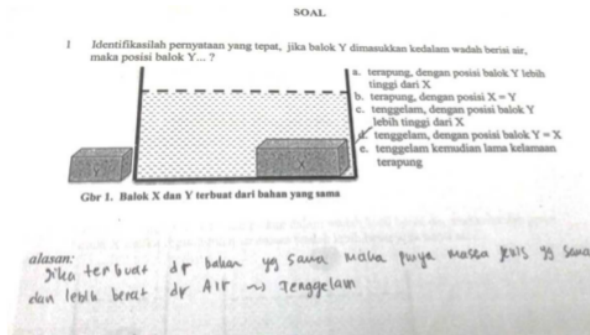 SOAL
1 Identifikasilah pernyataan yang tepat, jika balok Y dimasukkan kedalam wadah berisi air,
maka posisi balok Y... ?
a. terapung, dengan posisi balok Y lebih
tinggi dari X
b. terapung, dengan posisi X = Y
c. tenggelam, dengan posisi balok Y
lebih tinggi dari X
d. tenggelam, dengan posisi balok Y = X
e. tenggelam kemudian lama kelamaan
terapung
Y
X
Gbr 1. Balok X dan Y terbuat dari bahan yang sama
alasan:
Jika terbuat dr bahan yg sama maka punya massa jenis yg sama
dan lebih berat dr Air ~> Tenggelam